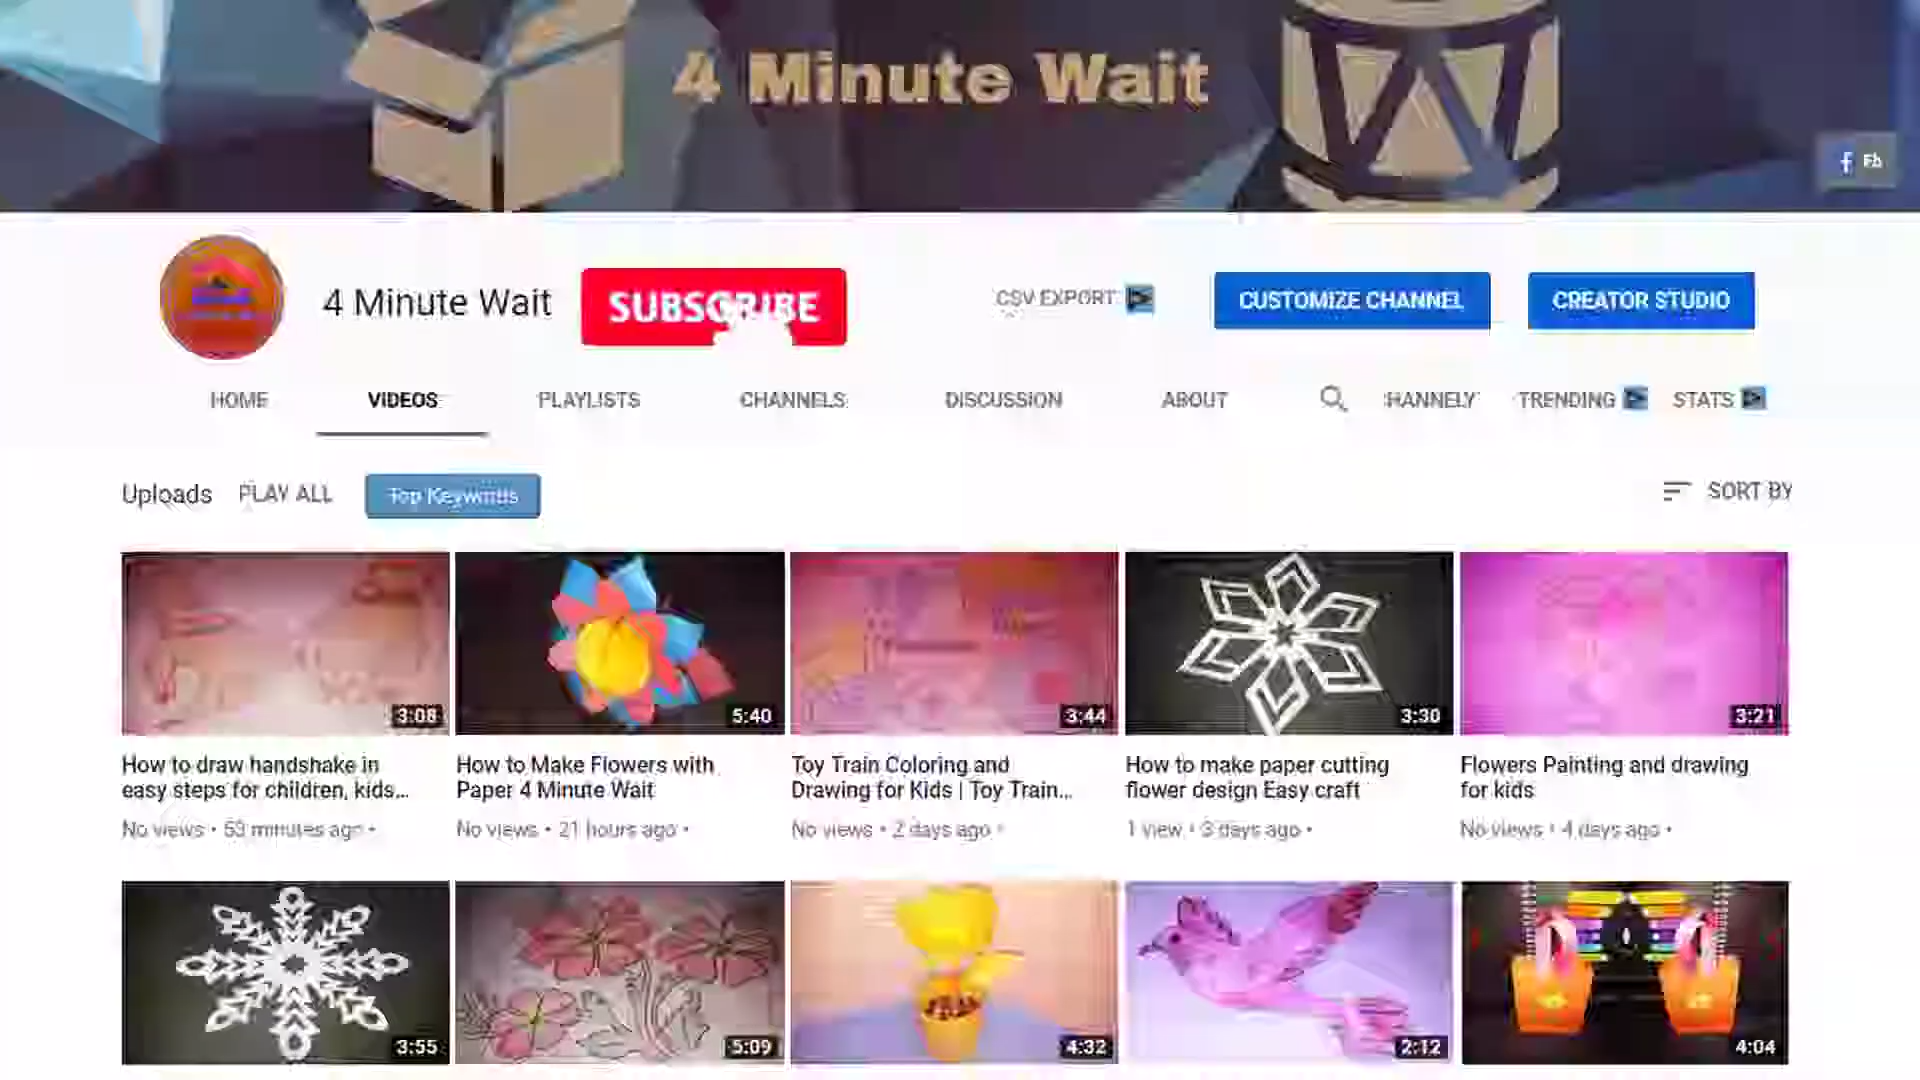 4 Minute Wait
Fb
4 Minute Wait
SUBSCRIBE
CSV EXPORT
CUSTOMIZE CHANNEL
CREATOR STUDIO
HOME
VIDEOS
PLAYLISTS
CHANNELS
DISCUSSION
ABOUT
HANNELY
TRENDING
STATS
Uploads
PLAY ALL
Top Keywords
SORT BY
3:08
5:40
3:44
3:30
3:21
How to draw handshake in
easy steps for children, kids...
No views • 53 minutes ago •
How to Make Flowers with
Paper 4 Minute Wait
No views • 21 hours ago •
Toy Train Coloring and
Drawing for Kids | Toy Train...
No views • 2 days ago •
How to make paper cutting
flower design Easy craft
1 view • 3 days ago •
Flowers Painting and drawing
for kids
No views • 4 days ago •
3:55
5:09
4:32
2:12
4:04